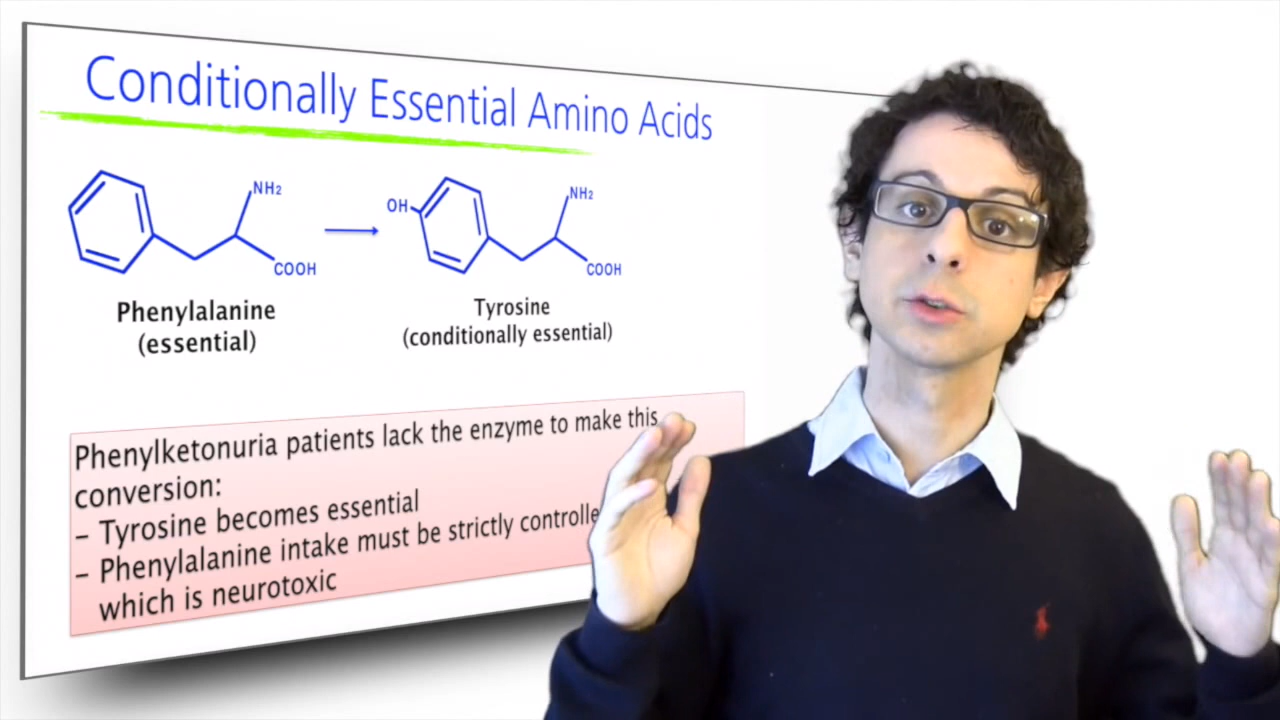 Conditionally Essential Amino Acids
NH2
COOH
Phenylalanine
(essential)
OH
NH2
COOH
Tyrosine
(conditionally essential)
Phenylketonuria patients lack the enzyme to make this
conversion:
– Tyrosine becomes essential
– Phenylalanine intake must be strictly
which is neurotoxic